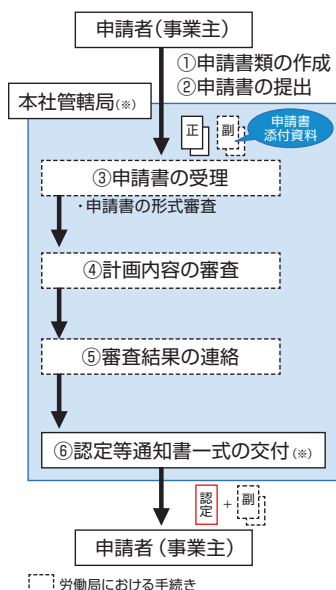 申請者（事業主）
①申請書類の作成
②申請書の提出
本社管轄局(※)
正
副
申請書
添付資料
③申請書の受理
・申請書の形式審査
④計画内容の審査
⑤審査結果の連絡
⑥認定等通知書一式の交付(※)
認定
+
副
申請者（事業主）
労働局における手続き